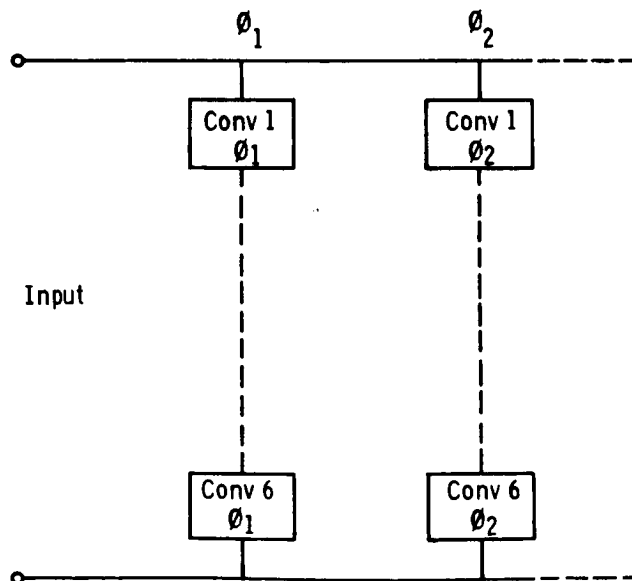 Ø1 Ø2
Conv 1 Conv 1
Ø1 Ø2
Input
Conv 6 Conv 6
Ø1 Ø2